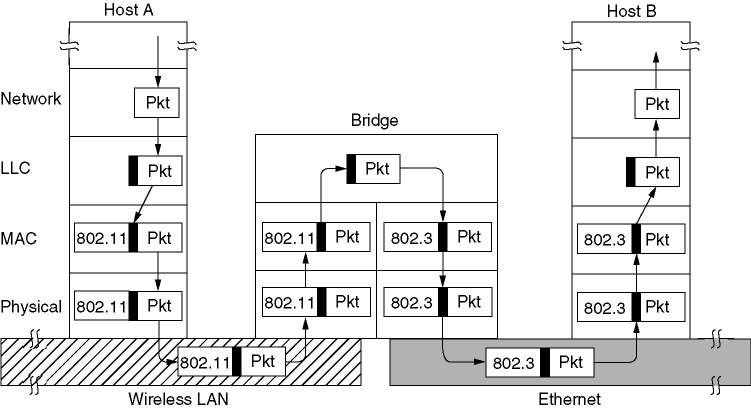 Host A Host B
Network Pkt Pkt
Bridge
LLC Pkt Pkt Pkt
MAC 802.11 Pkt 802.11 Pkt 802.3 Pkt 802.3 Pkt
Physical 802.11 Pkt 802.11 Pkt 802.3 Pkt 802.3 Pkt
802.11 Pkt 802.3 Pkt
Wireless LAN Ethernet